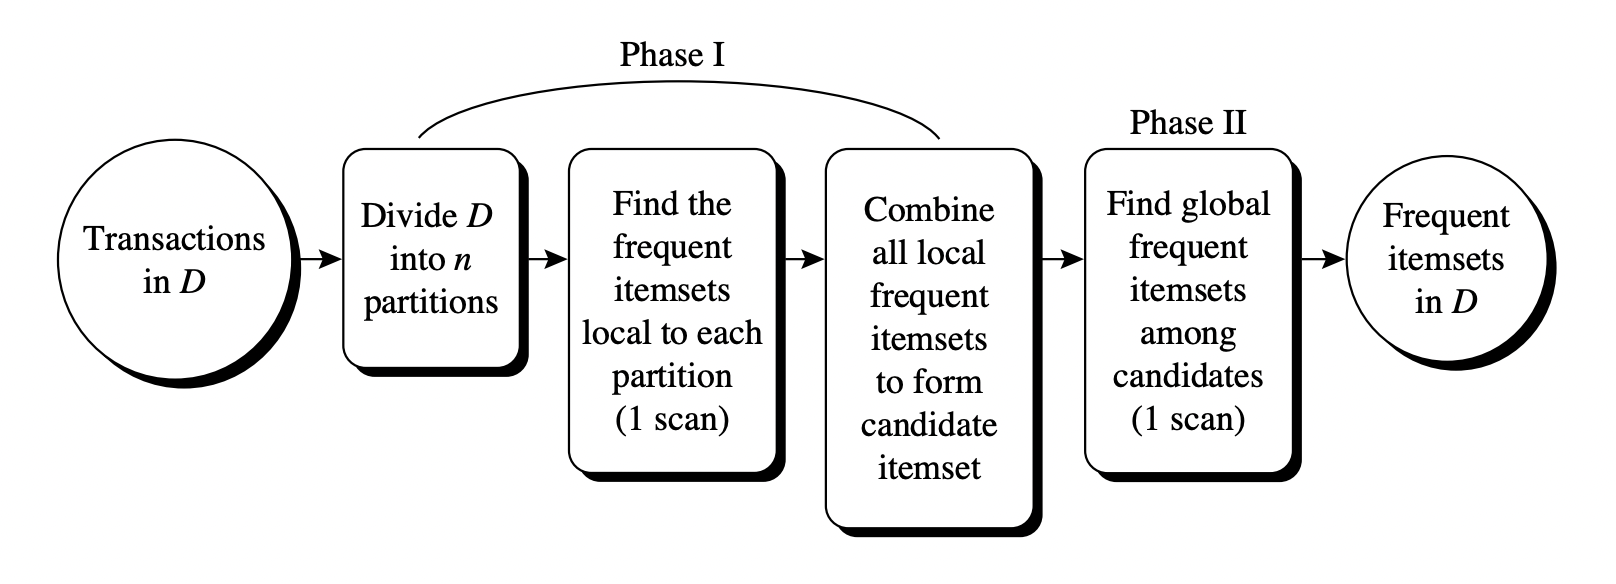 Phase I
Phase II
Transactions
in D
Divide D
into n
partitions
Find the
frequent
itemsets
local to each
partition
(1 scan)
Combine
all local
frequent
itemsets
to form
candidate
itemset
Find global
frequent
itemsets
among
candidates
(1 scan)
Frequent
itemsets
in D